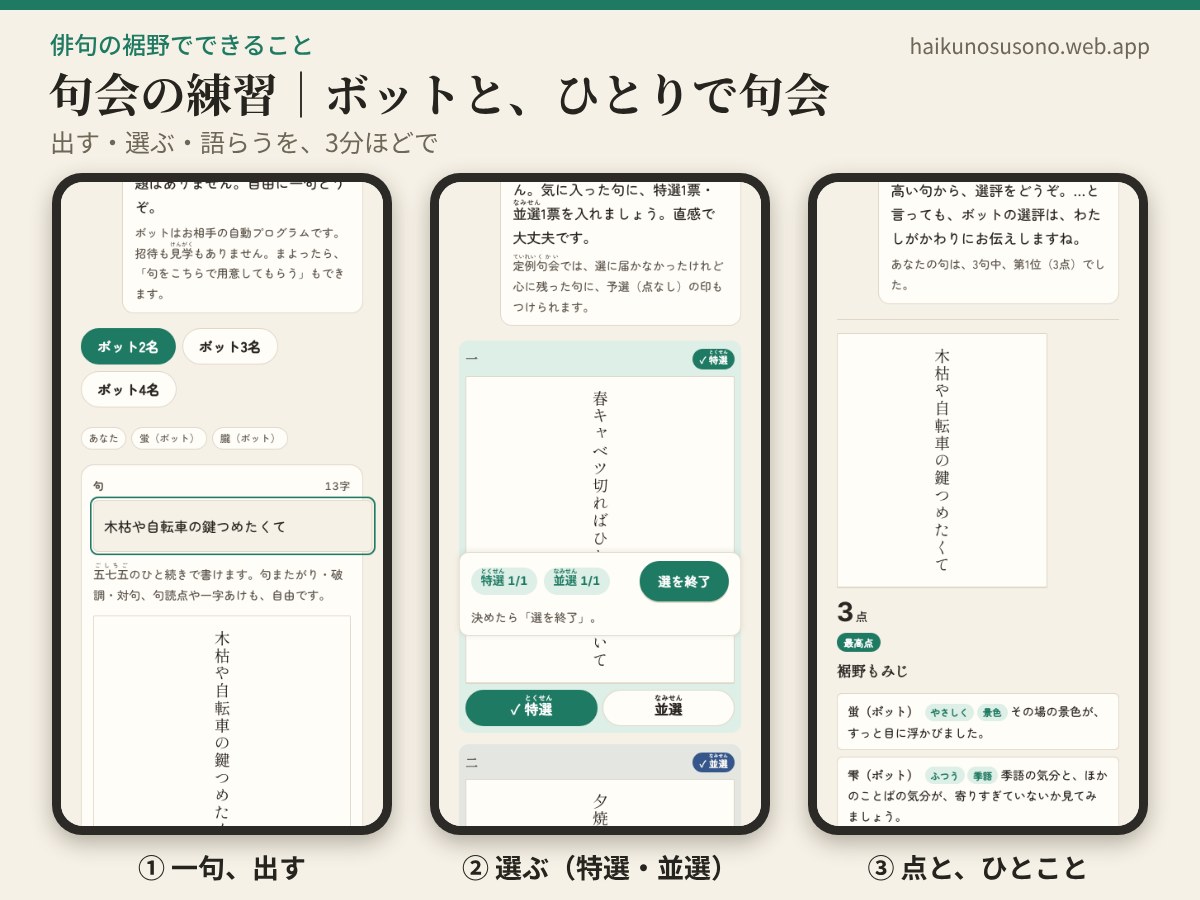 俳句の裾野でできること
haikunosusono.web.app
句会の練習｜ボットと、ひとりで句会
出す・選ぶ・語らうを、3分ほどで
題はありません。自由に一句どう
ぞ。
ボットはお相手の自動プログラムです。
招待も見学もありません。まよったら、
「句をこちらで用意してもらう」もでき
ます。
ボット2名
ボット3名
ボット4名
あなた
蛍（ボット）
朧（ボット）
句
13字
木枯や自転車の鍵つめたくて
五七五のひと続きで書けます。句またがり・破
調・対句、句読点や一字あけも、自由です。
木枯や自転車の鍵つめた
① 一句、出す
ん。気に入った句に、特選1票・
並選1票を入れましょう。直感で
大丈夫です。
定例句会では、選に届かなかったけれど
心に残った句に、予選（点なし）の印も
つけられます。
一
✓特選
春キャベツ切ればひ
特選 1/1
並選 1/1
選を終了
決めたら「選を終了」。
いて
✓特選
並選
二
✓並選
夕焼
② 選ぶ（特選・並選）
高い句から、選評をどうぞ。…と
言っても、ボットの選評は、わた
しがかわりにお伝えしますね。
あなたの句は、3句中、第1位（3点）でし
た。
木枯や自転車の鍵つめたくて
3点
最高点
裾野もみじ
蛍（ボット） やさしく 景色 その場の景色が、
すっと目に浮かびました。
雫（ボット） ふつう 季語 季語の気分と、ほか
のことばの気分が、寄りすぎていないか見てみ
ましょう。
③ 点と、ひとこと